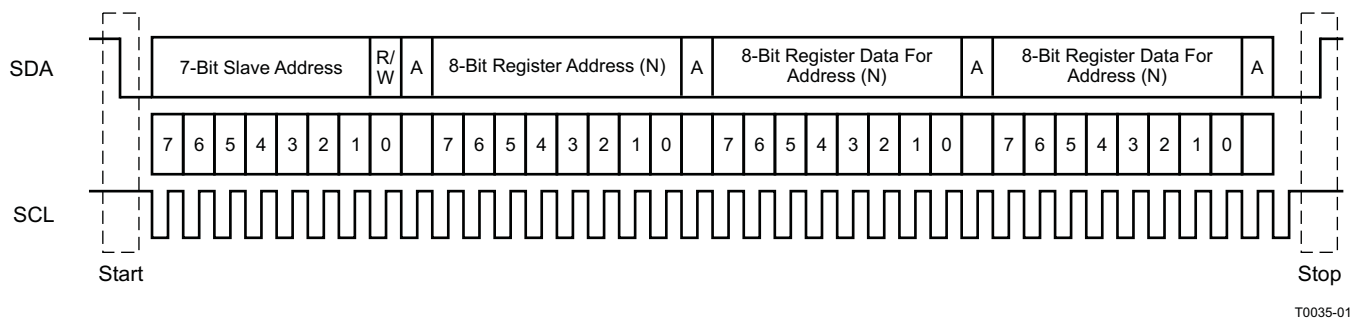 SDA
7-Bit Slave Address
R/
W
A
8-Bit Register Address (N)
A
8-Bit Register Data For
Address (N)
A
8-Bit Register Data For
Address (N)
A
7 6 5 4 3 2 1 0 7 6 5 4 3 2 1 0 7 6 5 4 3 2 1 0 7 6 5 4 3 2 1 0
SCL
Start
Stop
T0035-01